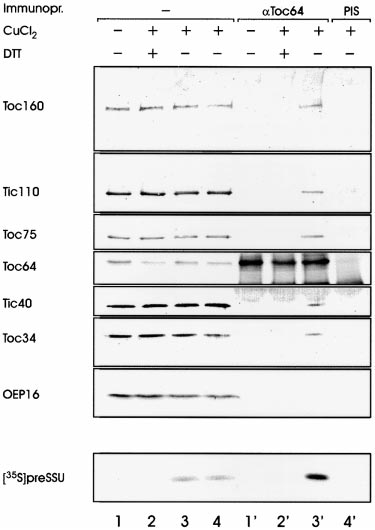 Immunopr. – αToc64 PIS
CuCl₂ – + + + – + + +
DTT – + – – – + – –
Toc160
Tic110
Toc75
Toc64
Tic40
Toc34
OEP16
[³⁵S]preSSU
1 2 3 4 1' 2' 3' 4'